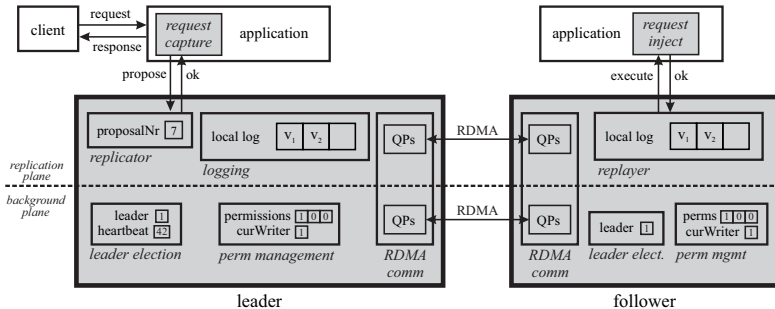 client
request
response
request
capture
application
propose
ok
application
request
inject
execute
ok
proposalNr 7
replicator
local log v1 v2
logging
QPs
RDMA
QPs
local log v1 v2
replayer
replication
plane
background
plane
leader 1
heartbeat 42
leader election
permissions 1 0 0
curWriter 1
perm management
QPs
RDMA
comm
RDMA
QPs
RDMA
comm
leader 1
leader elect.
perms 1 0 0
curWriter 1
perm mgmt
leader
follower